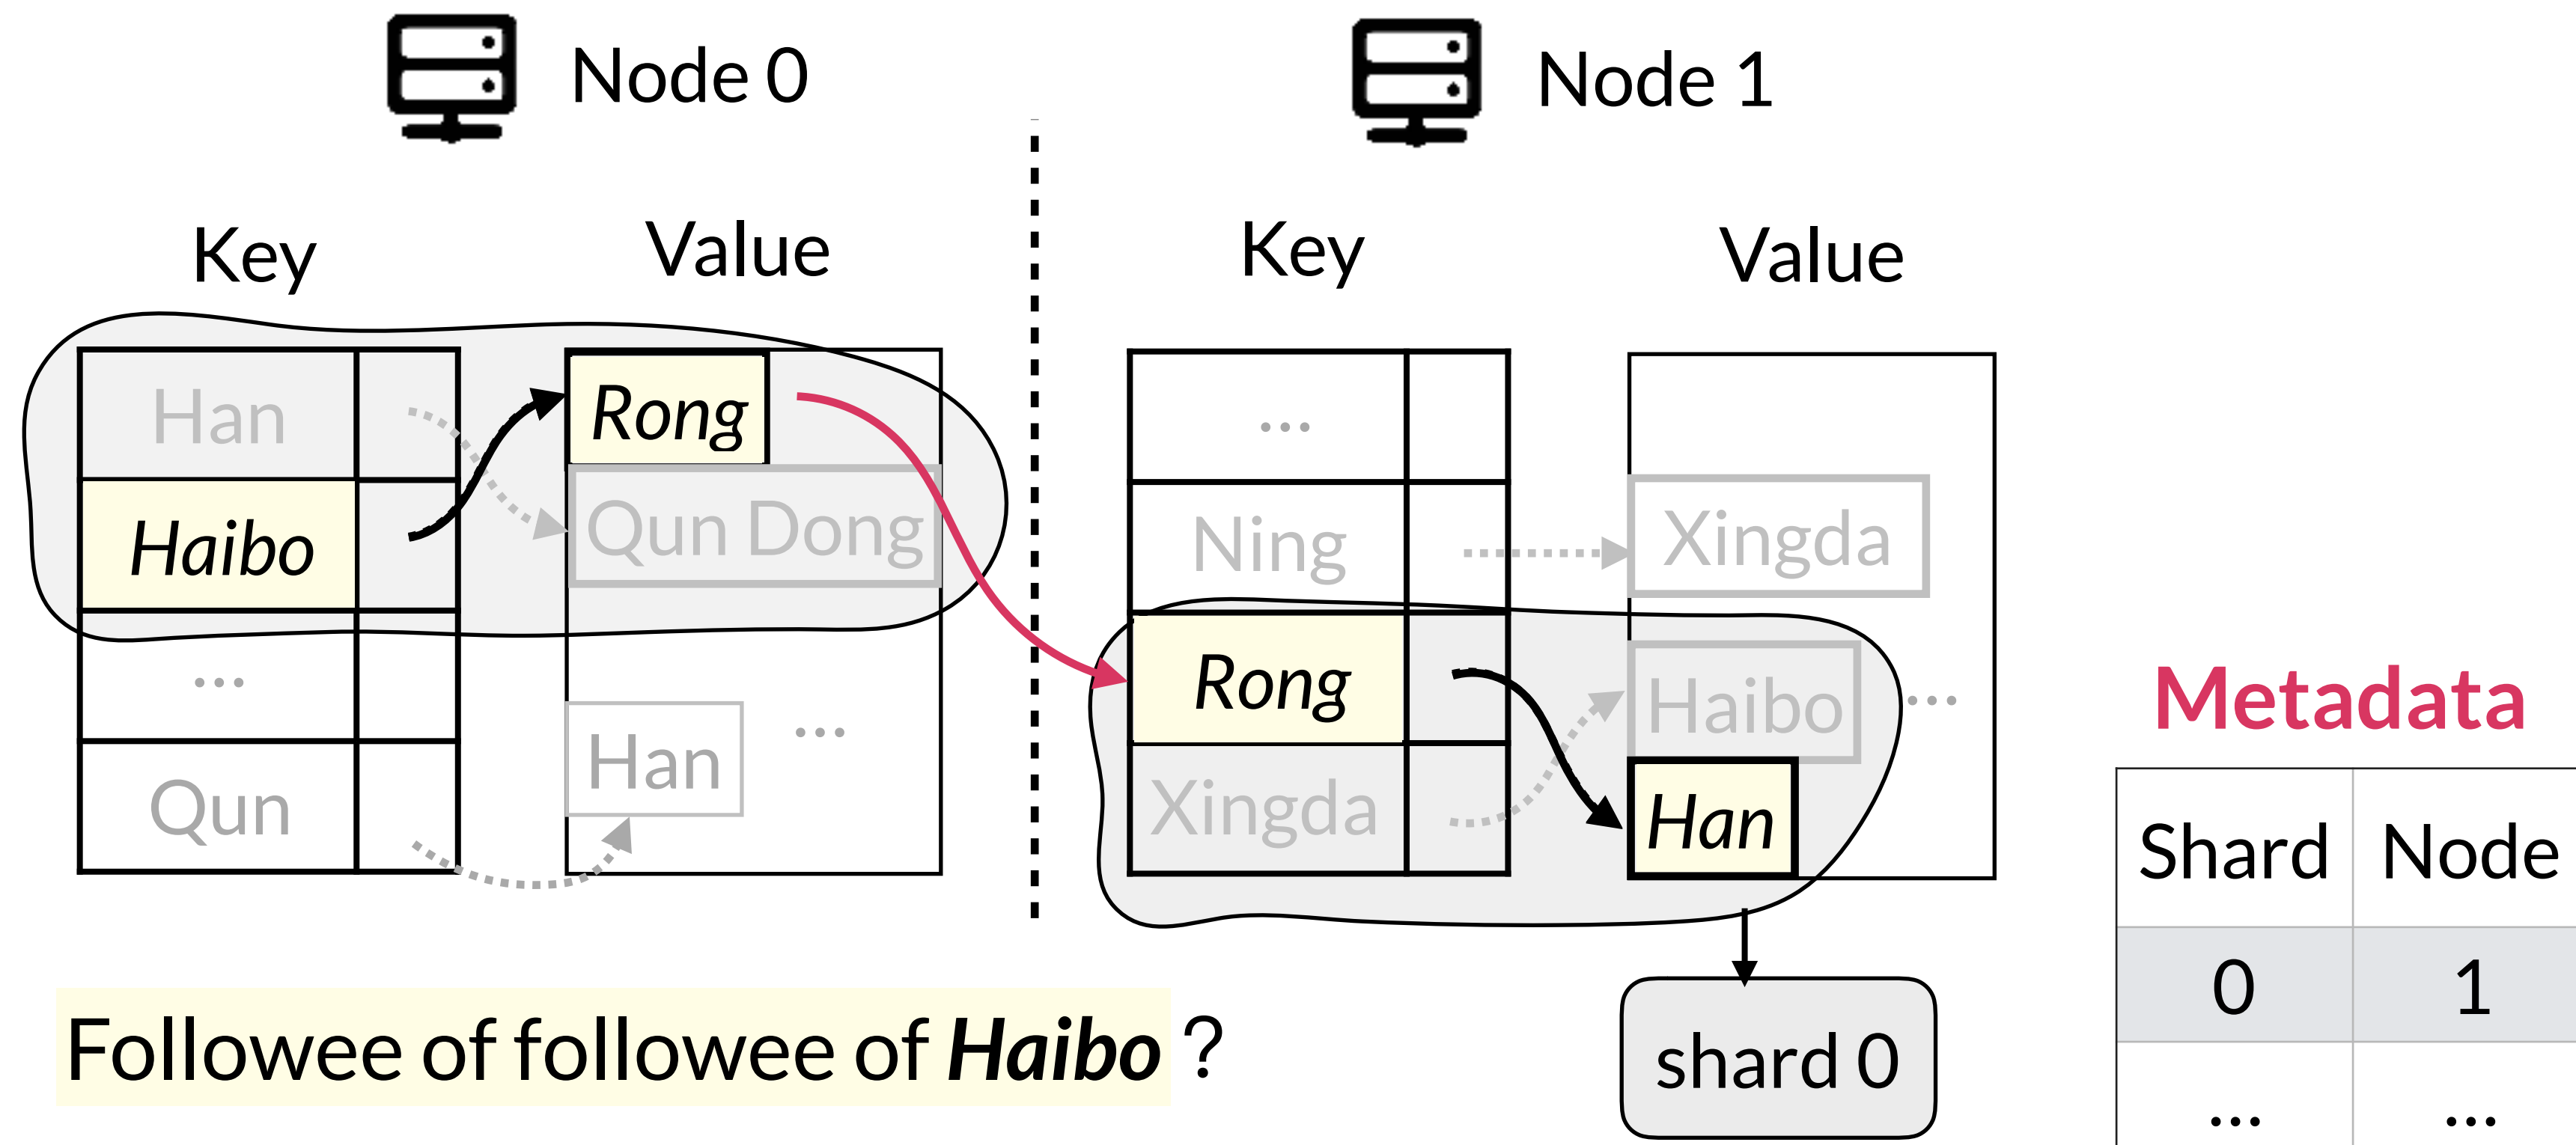 Node 0
Node 1
Key
Value
Key
Value
Han
Rong
...
Haibo
Qun Dong
Ning
Xingda
...
Han
...
Rong
Haibo
...
Qun
Xingda
Han
Metadata
Shard Node
0 1
... ...
Followee of followee of Haibo ?
shard 0